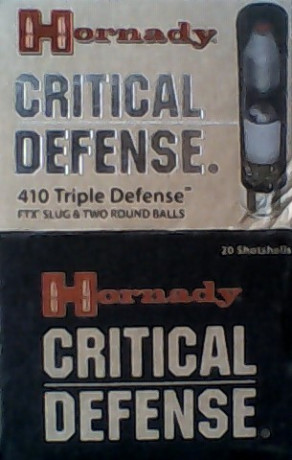 Hornady
CRITICAL
DEFENSE.
410 Triple Defense™
FTX® SLUG & TWO ROUND BALLS
20 Shotshells
Hornady
CRITICAL
DEFENSE®